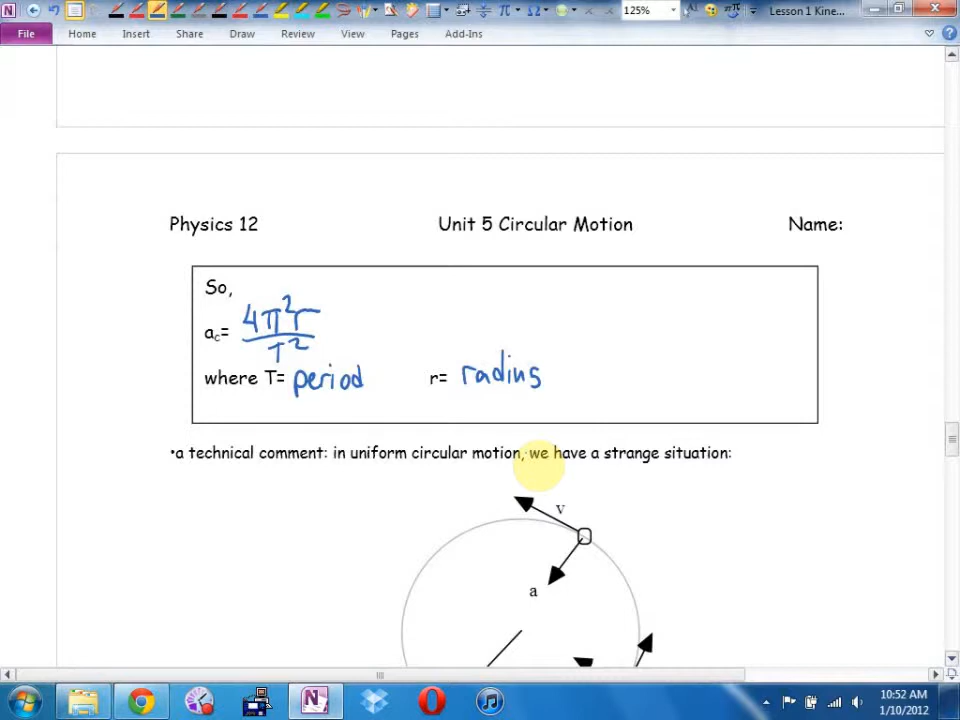 125%
Lesson 1 Kine...
File Home Insert Share Draw Review View Pages Add-Ins
Physics 12 Unit 5 Circular Motion Name:
So,
ac= 4π²r
T²
where T= period r= radius
•a technical comment: in uniform circular motion, we have a strange situation:
v
a
10:52 AM
1/10/2012